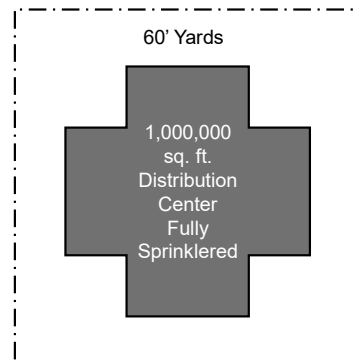 60’ Yards
1,000,000
sq. ft.
Distribution
Center
Fully
Sprinklered